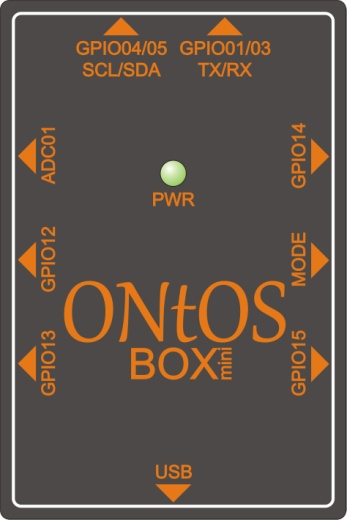 GPIO04/05 GPIO01/03
SCL/SDA TX/RX
ADC01
GPIO14
PWR
GPIO12
MODE
ONtOS
BOX mini
GPIO13
GPIO15
USB